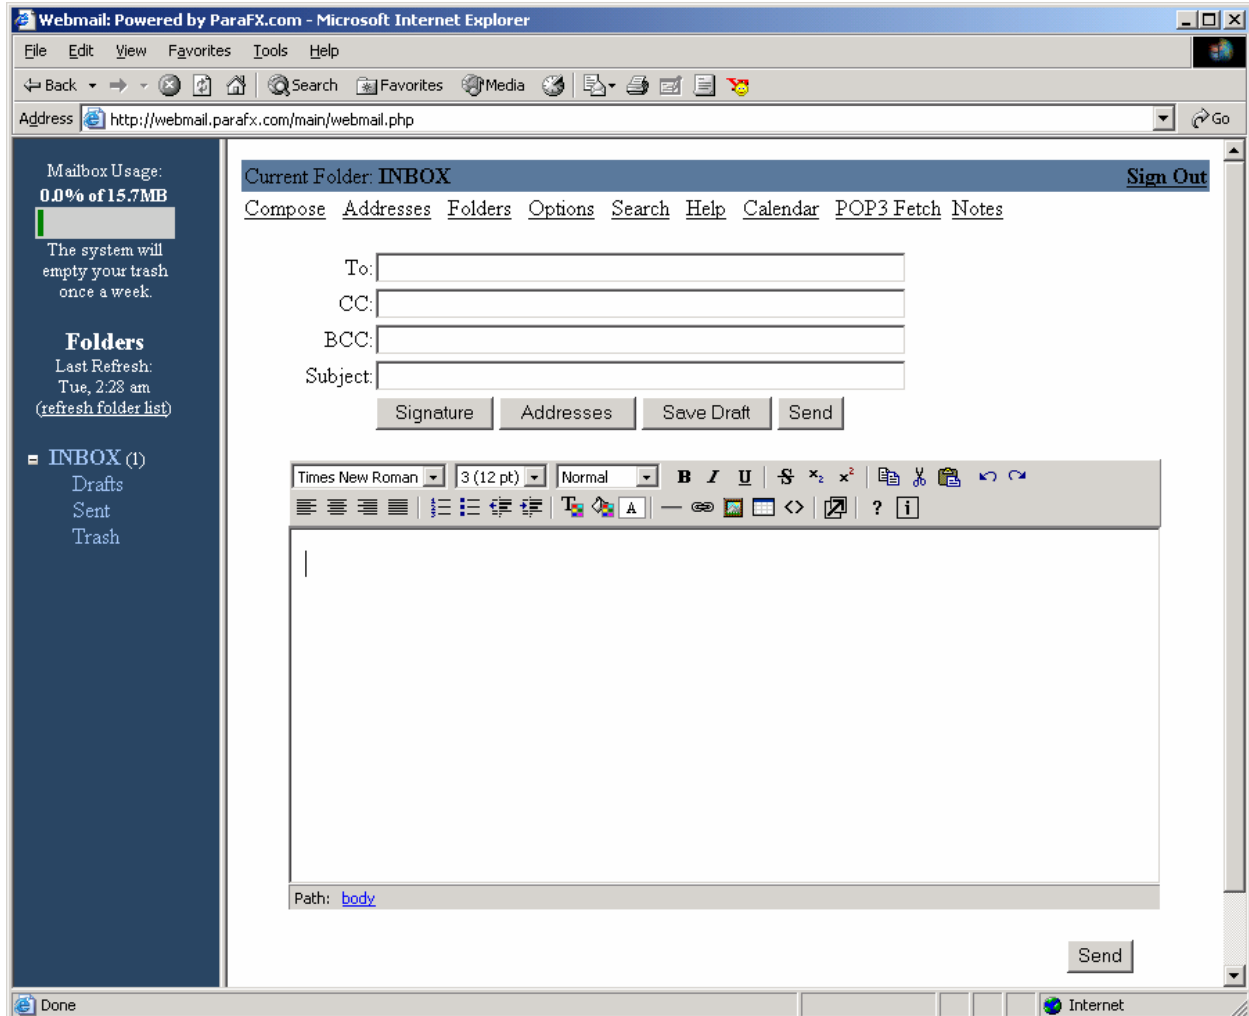 Webmail: Powered by ParaFX.com - Microsoft Internet Explorer
File Edit View Favorites Tools Help
Back Search Favorites Media
Address http://webmail.parafx.com/main/webmail.php Go
Mailbox Usage:
0.0% of 15.7MB
The system will
empty your trash
once a week.
Folders
Last Refresh:
Tue, 2:28 am
(refresh folder list)
INBOX (1)
Drafts
Sent
Trash
Current Folder: INBOX Sign Out
Compose Addresses Folders Options Search Help Calendar POP3 Fetch Notes
To:
CC:
BCC:
Subject:
Signature Addresses Save Draft Send
Times New Roman 3 (12 pt) Normal B I U S x₂ x²
T A ? i
Path: body
Send
Done Internet